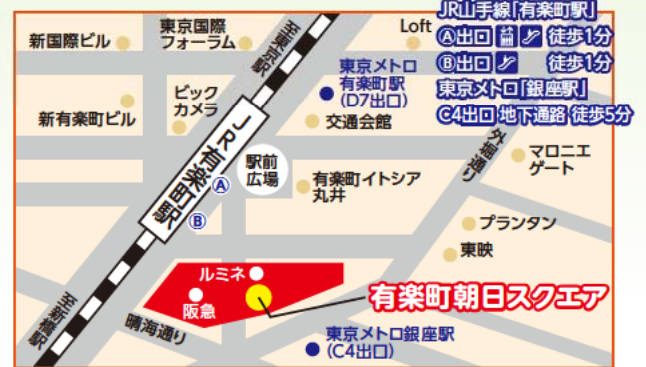 JR山手線「有楽町駅」
Ⓐ出口 徒歩1分
Ⓑ出口 徒歩1分
東京メトロ「銀座駅」
C4出口 地下通路 徒歩5分
新国際ビル
東京国際
フォーラム
至東京駅
Loft
東京メトロ
有楽町駅
(D7出口)
ビック
カメラ
新有楽町ビル
交通会館
外堀通り
JR有楽町駅
駅前
広場
マロニエ
ゲート
有楽町イトシア
丸井
Ⓐ
Ⓑ
プランタン
東映
ルミネ
阪急
有楽町朝日スクエア
至新橋駅
晴海通り
東京メトロ銀座駅
(C4出口)